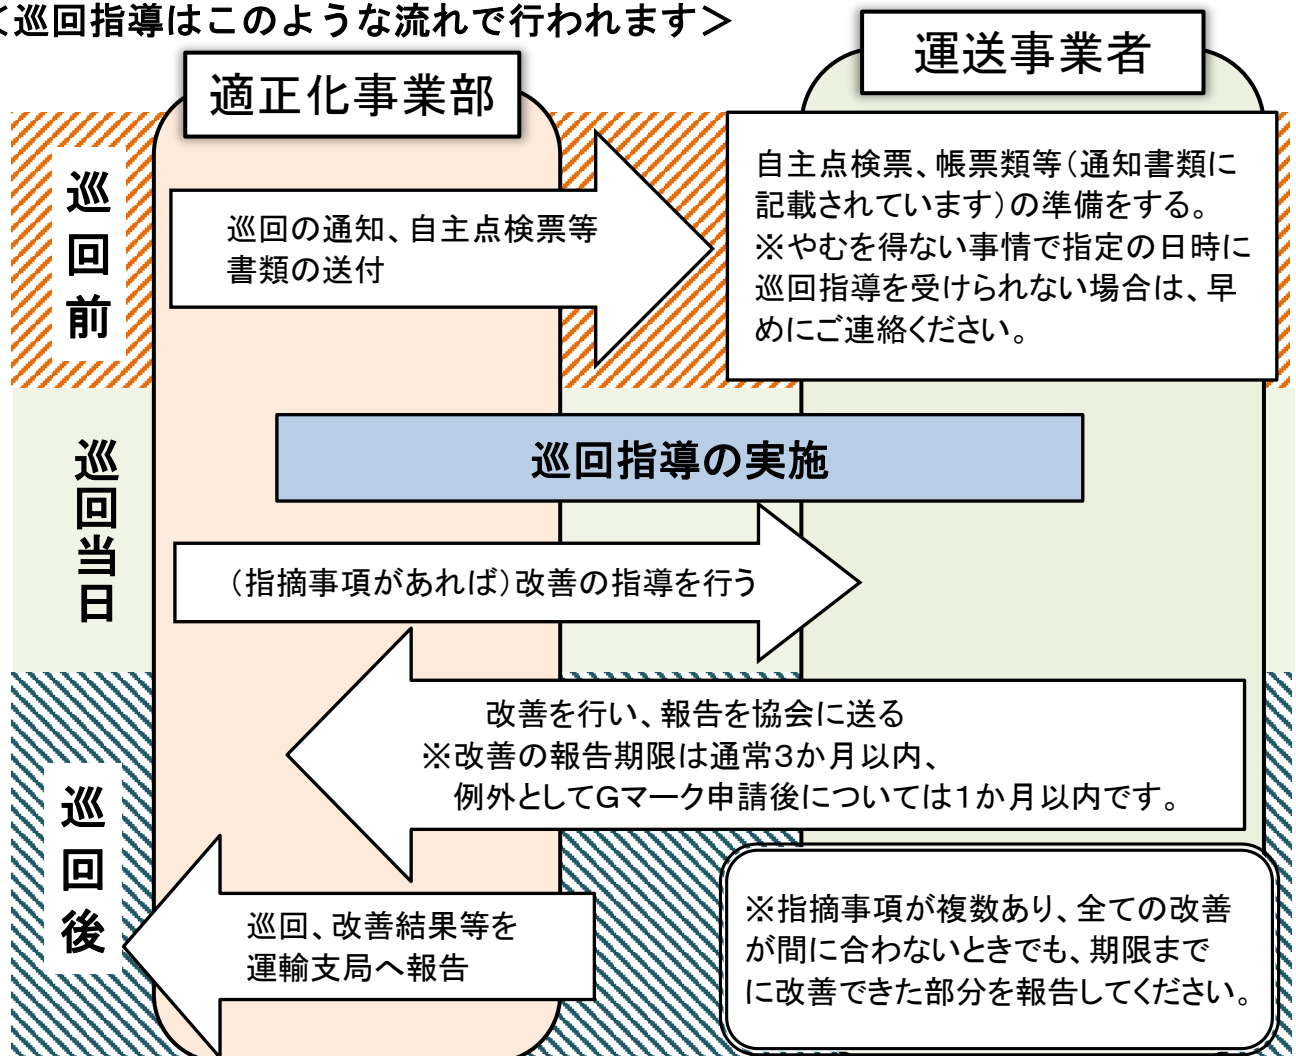 ＜巡回指導はこのような流れで行われます＞
適正化事業部
運送事業者
巡回前
巡回の通知、自主点検票等
書類の送付
自主点検票、帳票類等（通知書類に
記載されています）の準備をする。
※やむを得ない事情で指定の日時に
巡回指導を受けられない場合は、早
めにご連絡ください。
巡回当日
巡回指導の実施
（指摘事項があれば）改善の指導を行う
巡回後
改善を行い、報告を協会に送る
※改善の報告期限は通常３か月以内、
例外としてＧマーク申請後については１か月以内です。
巡回、改善結果等を
運輸支局へ報告
※指摘事項が複数あり、全ての改善
が間に合わないときでも、期限まで
に改善できた部分を報告してください。